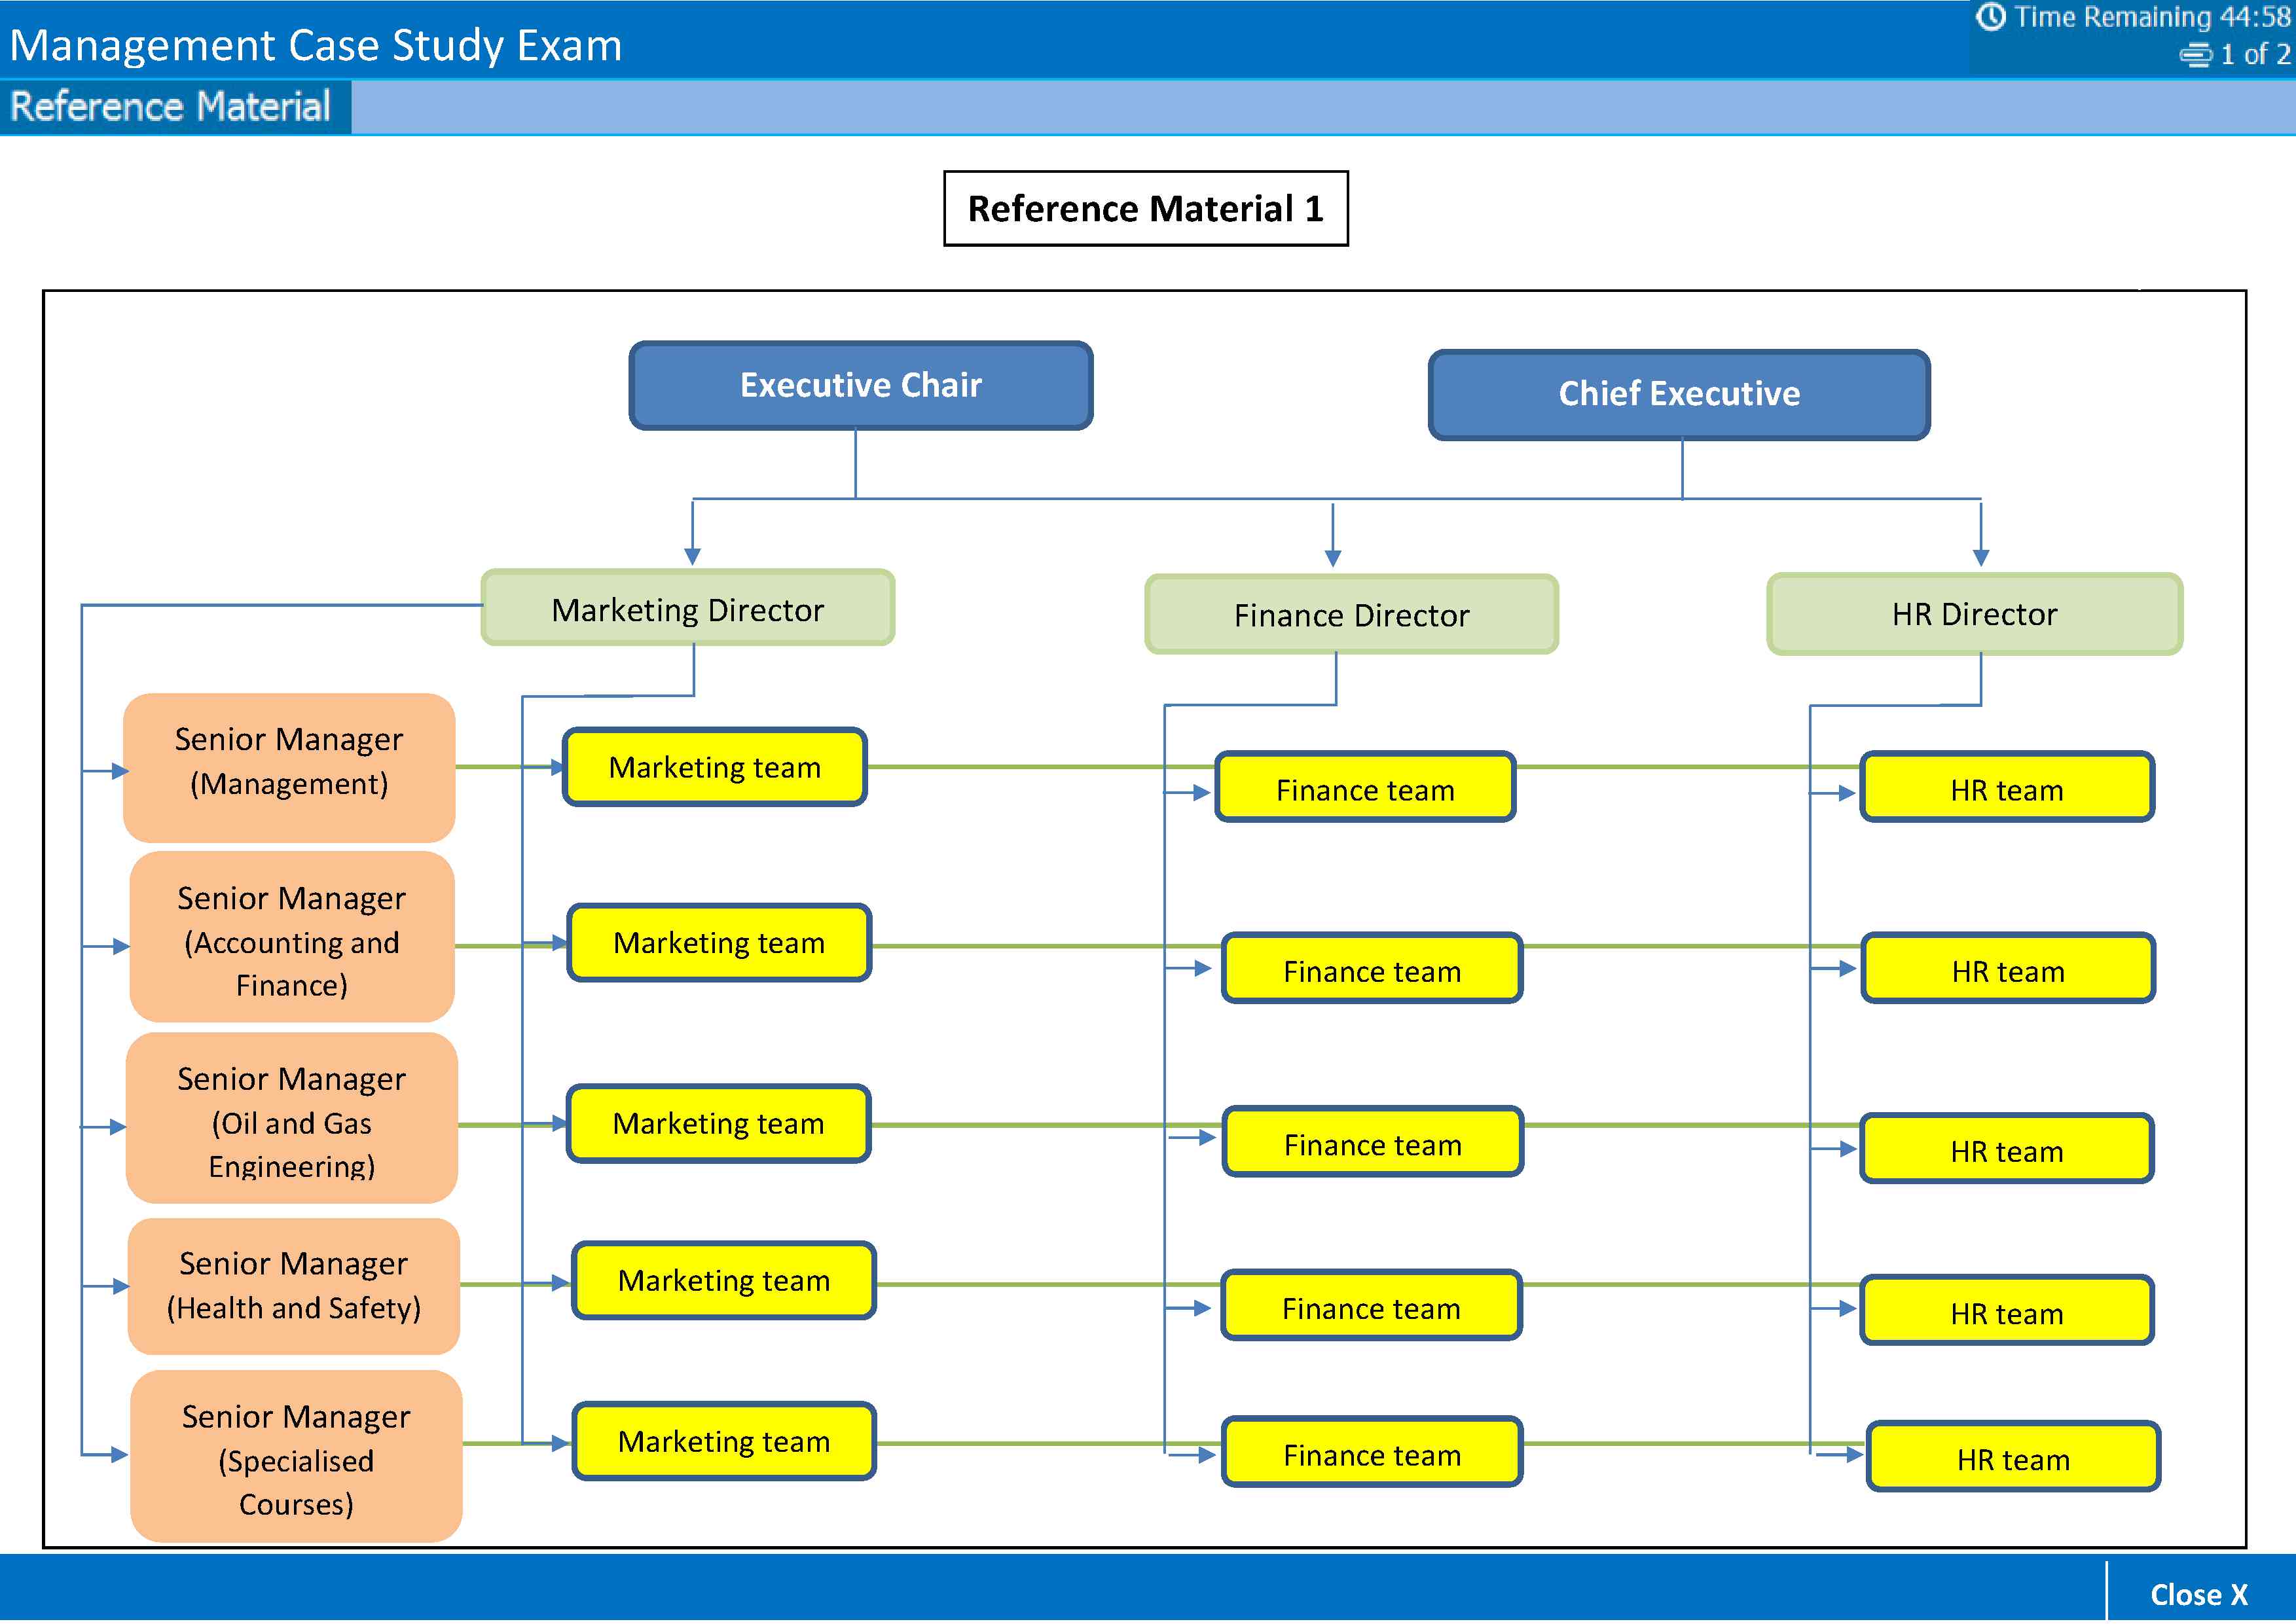 Management Case Study Exam
Time Remaining 44:58
1 of 2
Reference Material
Reference Material 1
Executive Chair
Chief Executive
Marketing Director
Finance Director
HR Director
Senior Manager
(Management)
Marketing team
Finance team
HR team
Senior Manager
(Accounting and
Finance)
Marketing team
Finance team
HR team
Senior Manager
(Oil and Gas
Engineering)
Marketing team
Finance team
HR team
Senior Manager
(Health and Safety)
Marketing team
Finance team
HR team
Senior Manager
(Specialised
Courses)
Marketing team
Finance team
HR team
Close X